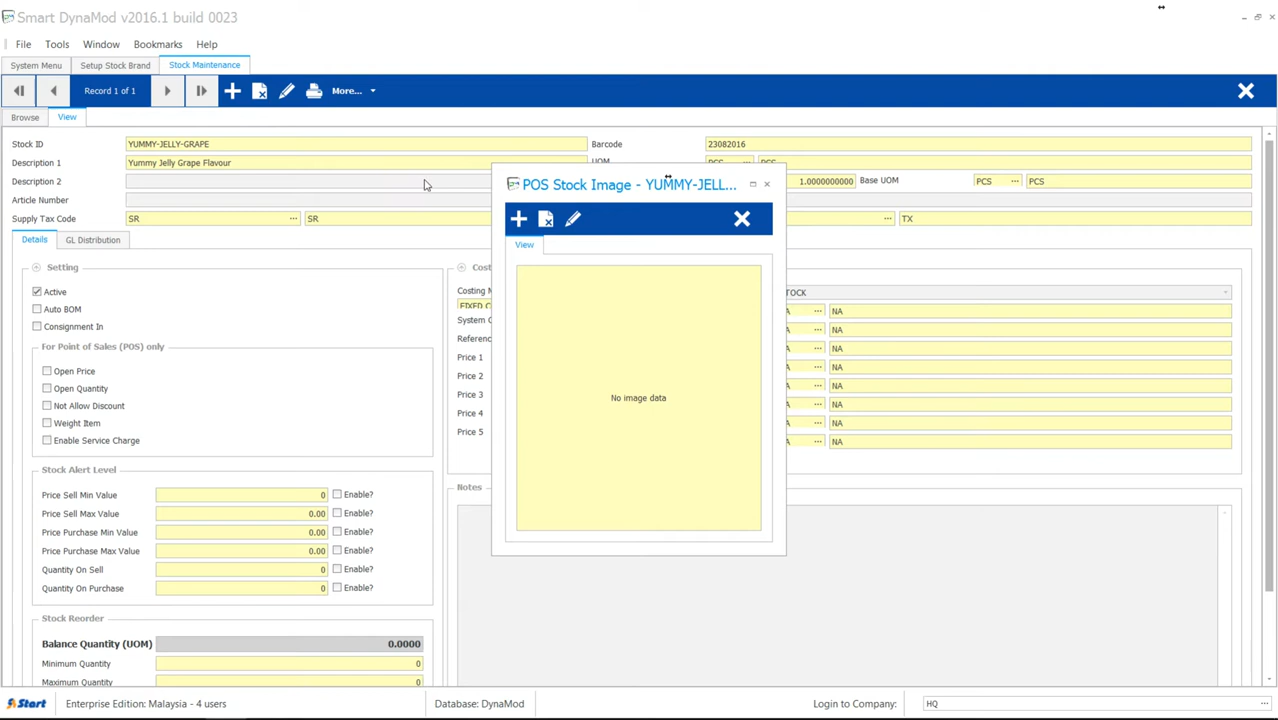 Smart DynaMod v2016.1 build 0023
File Tools Window Bookmarks Help
System Menu Setup Stock Brand Stock Maintenance
Record 1 of 1 More...
Browse View
Stock ID YUMMY-JELLY-GRAPE Barcode 23082016
Description 1 Yummy Jelly Grape Flavour UOM PCS PCS
Description 2 1.0000000000 Base UOM PCS ... PCS
Article Number
Supply Tax Code SR ... SR ... TX
POS Stock Image - YUMMY-JELL...
View
No image data
Details GL Distribution
Setting
Active
Auto BOM
Consignment In
For Point of Sales (POS) only
Open Price
Open Quantity
Not Allow Discount
Weight Item
Enable Service Charge
Stock Alert Level
Price Sell Min Value 0 Enable?
Price Sell Max Value 0.00 Enable?
Price Purchase Min Value 0.00 Enable?
Price Purchase Max Value 0.00 Enable?
Quantity On Sell 0 Enable?
Quantity On Purchase 0 Enable?
Stock Reorder
Balance Quantity (UOM) 0.0000
Minimum Quantity 0
Maximum Quantity 0
Price 1
Price 2
Price 3
Price 4
Price 5
... NA
... NA
... NA
... NA
... NA
... NA
... NA
... NA
Notes
Start Enterprise Edition: Malaysia - 4 users Database: DynaMod Login to Company: HQ ...